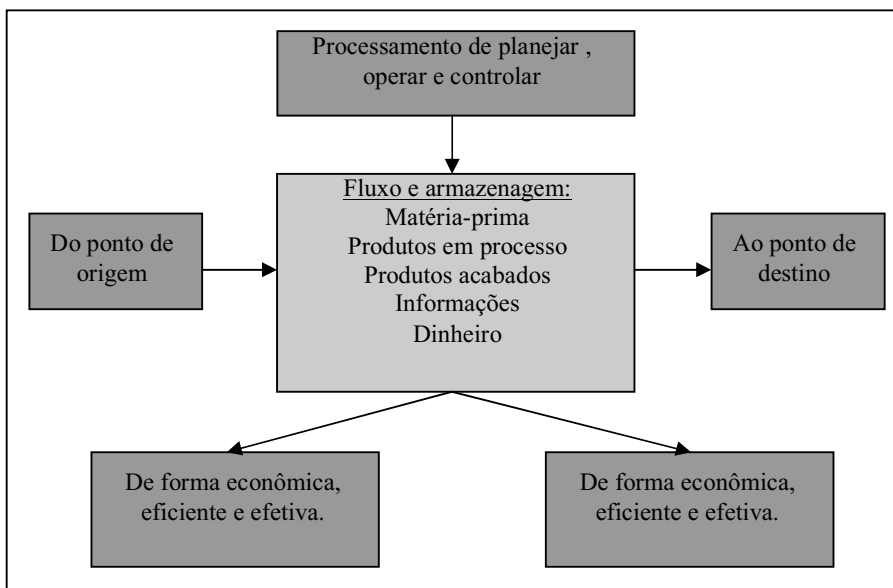 Processamento de planejar ,
operar e controlar
Fluxo e armazenagem:
Matéria-prima
Produtos em processo
Produtos acabados
Informações
Dinheiro
Do ponto de
origem
Ao ponto de
destino
De forma econômica,
eficiente e efetiva.
De forma econômica,
eficiente e efetiva.